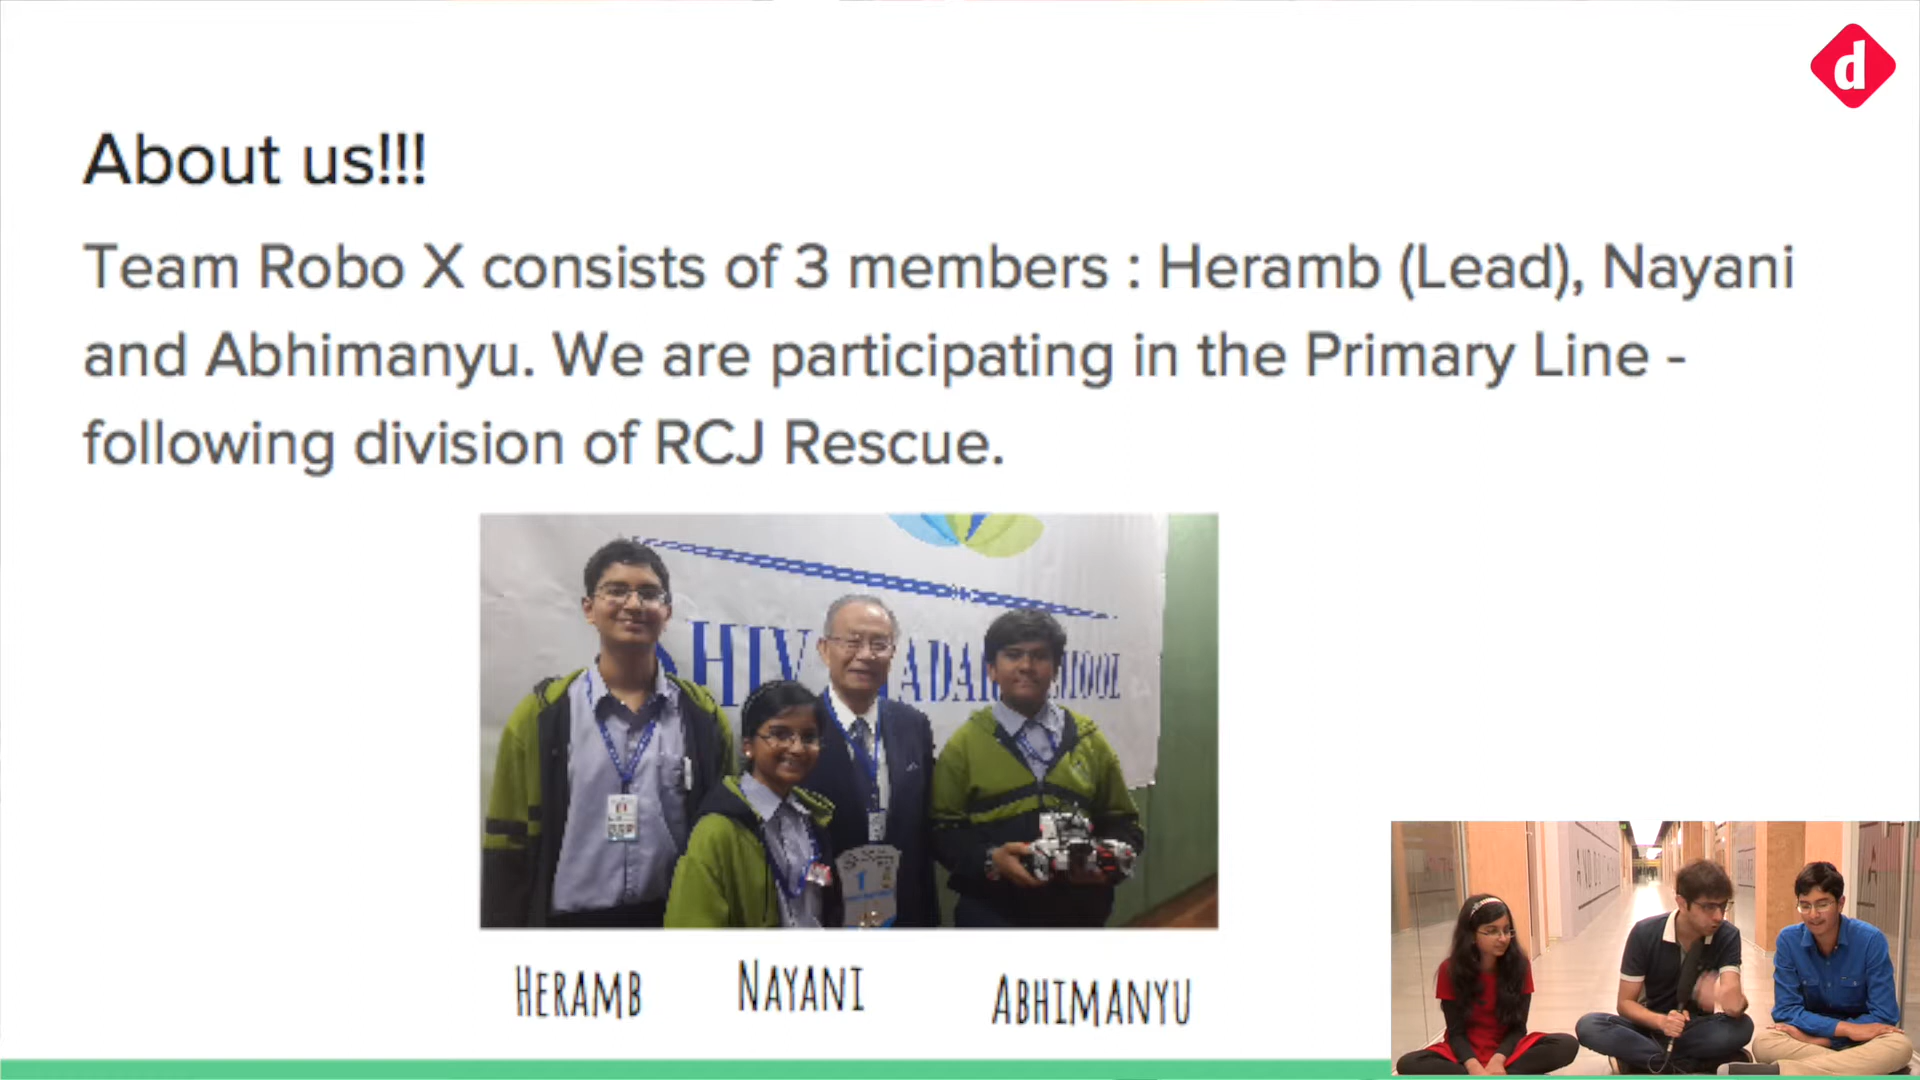 d
About us!!!
Team Robo X consists of 3 members : Heramb (Lead), Nayani
and Abhimanyu. We are participating in the Primary Line -
following division of RCJ Rescue.
HERAMB
NAYANI
ABHIMANYU